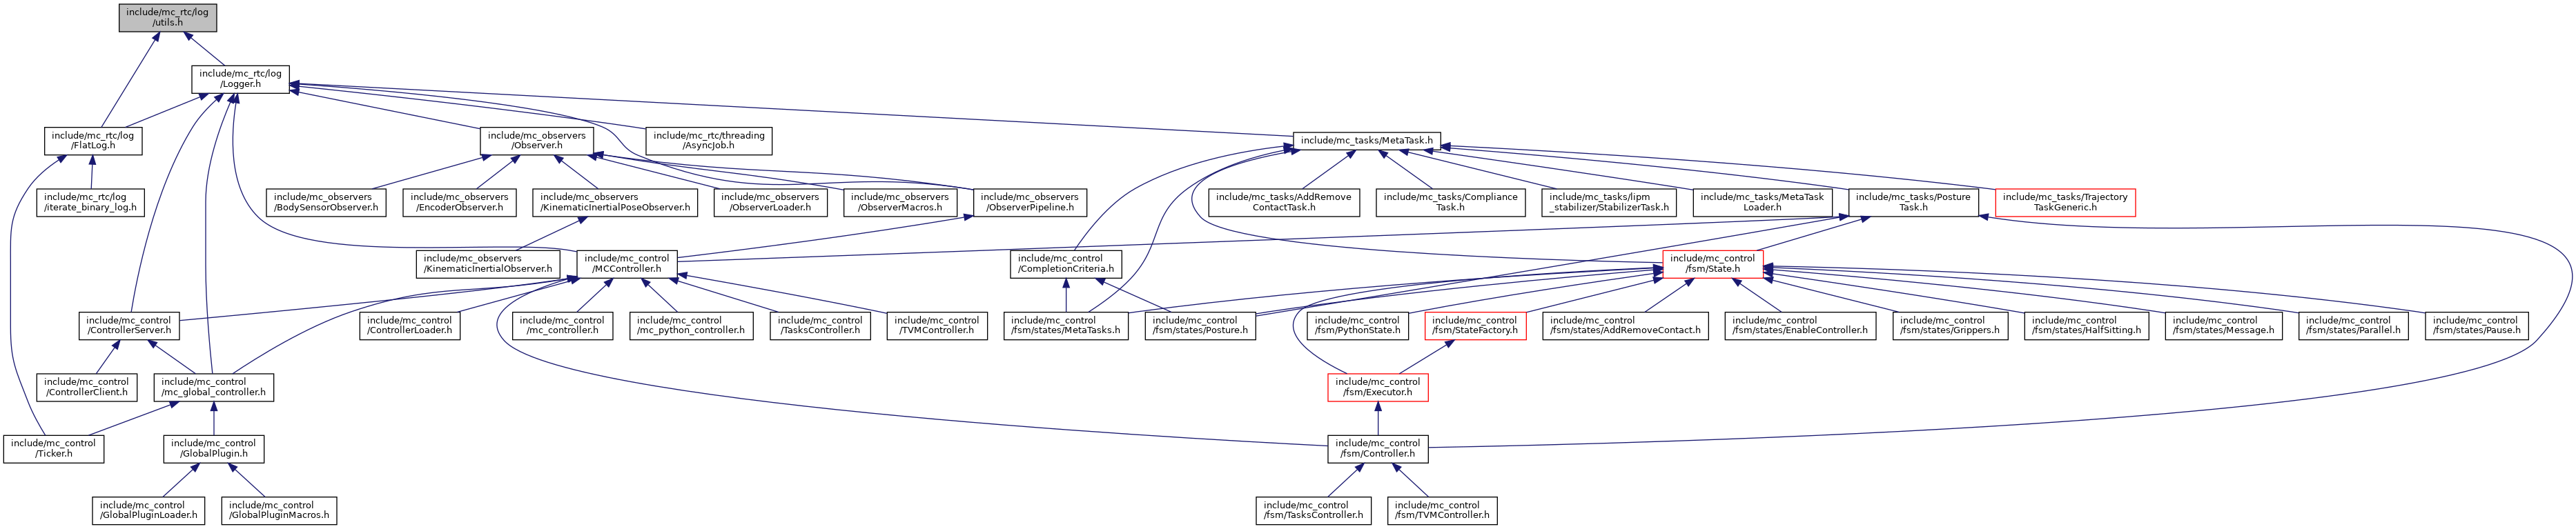 include/mc_rtc/log
/utils.h
include/mc_rtc/log
/Logger.h
include/mc_rtc/log
/FlatLog.h
include/mc_observers
/Observer.h
include/mc_rtc/threading
/AsyncJob.h
include/mc_tasks/MetaTask.h
include/mc_rtc/log
/iterate_binary_log.h
include/mc_observers
/BodySensorObserver.h
include/mc_observers
/EncoderObserver.h
include/mc_observers
/KinematicInertialPoseObserver.h
include/mc_observers
/ObserverLoader.h
include/mc_observers
/ObserverMacros.h
include/mc_observers
/ObserverPipeline.h
include/mc_tasks/AddRemove
ContactTask.h
include/mc_tasks/Compliance
Task.h
include/mc_tasks/lipm
_stabilizer/StabilizerTask.h
include/mc_tasks/MetaTask
Loader.h
include/mc_tasks/Posture
Task.h
include/mc_tasks/Trajectory
TaskGeneric.h
include/mc_observers
/KinematicInertialObserver.h
include/mc_control
/MCController.h
include/mc_control
/CompletionCriteria.h
include/mc_control
/fsm/State.h
include/mc_control
/ControllerServer.h
include/mc_control
/ControllerLoader.h
include/mc_control
/mc_controller.h
include/mc_control
/mc_python_controller.h
include/mc_control
/TasksController.h
include/mc_control
/TVMController.h
include/mc_control
/fsm/states/MetaTasks.h
include/mc_control
/fsm/states/Posture.h
include/mc_control
/fsm/PythonState.h
include/mc_control
/fsm/StateFactory.h
include/mc_control
/fsm/states/AddRemoveContact.h
include/mc_control
/fsm/states/EnableController.h
include/mc_control
/fsm/states/Grippers.h
include/mc_control
/fsm/states/HalfSitting.h
include/mc_control
/fsm/states/Message.h
include/mc_control
/fsm/states/Parallel.h
include/mc_control
/fsm/states/Pause.h
include/mc_control
/ControllerClient.h
include/mc_control
/mc_global_controller.h
include/mc_control
/fsm/Executor.h
include/mc_control
/Ticker.h
include/mc_control
/GlobalPlugin.h
include/mc_control
/fsm/Controller.h
include/mc_control
/GlobalPluginLoader.h
include/mc_control
/GlobalPluginMacros.h
include/mc_control
/fsm/TasksController.h
include/mc_control
/fsm/TVMController.h